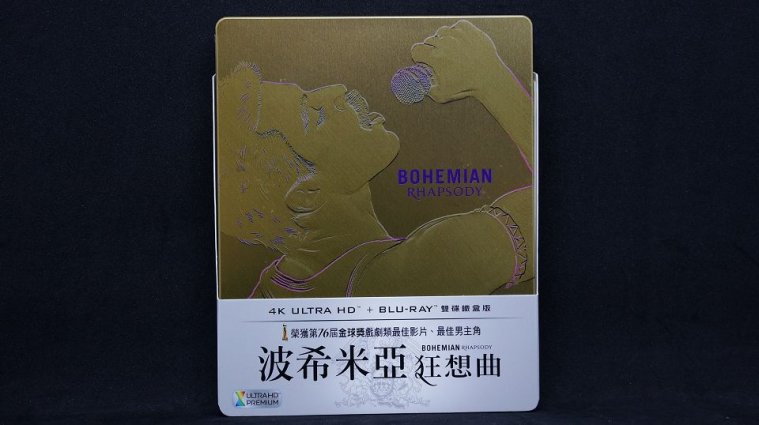 BOHEMIAN
RHAPSODY
4K ULTRA HD™ + BLU-RAY™ 雙碟鐵盒版
榮獲第76屆金球獎戲劇類最佳影片、最佳男主角
BOHEMIAN RHAPSODY
波希米亞狂想曲
ULTRA HD
PREMIUM